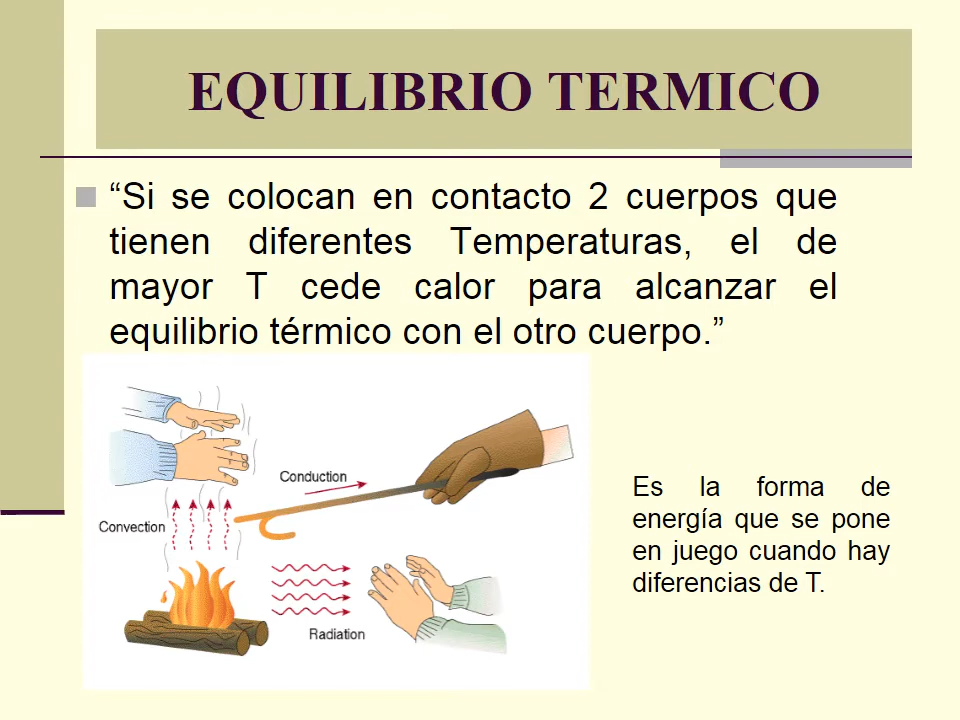 EQUILIBRIO TERMICO
“Si se colocan en contacto 2 cuerpos que
tienen diferentes Temperaturas, el de
mayor T cede calor para alcanzar el
equilibrio térmico con el otro cuerpo.”
Conduction
Convection
Radiation
Es la forma de
energía que se pone
en juego cuando hay
diferencias de T.